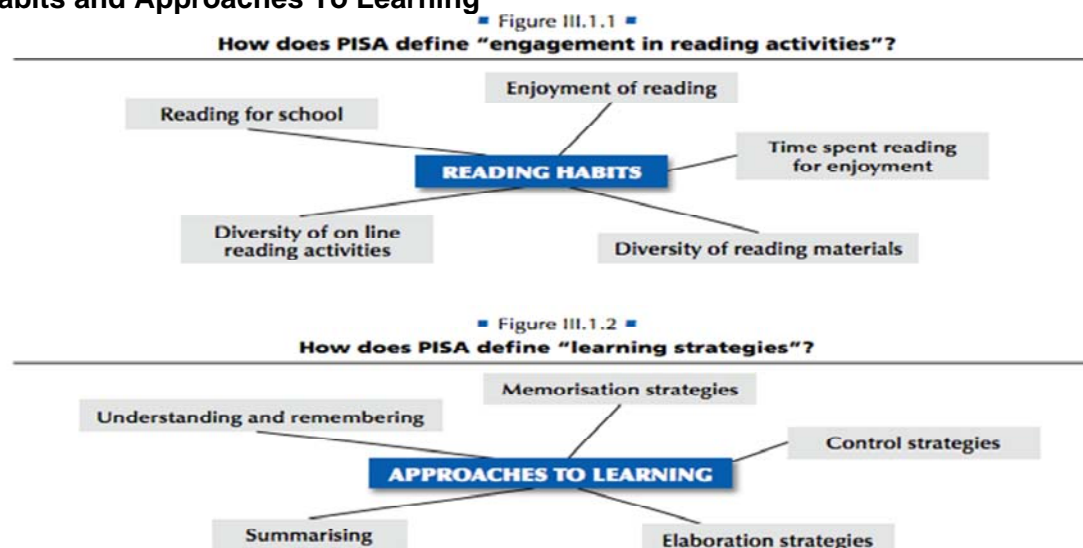 abits and Approaches To Learning
Figure III.1.1
How does PISA define “engagement in reading activities”?
Enjoyment of reading
Reading for school
Time spent reading
for enjoyment
READING HABITS
Diversity of on line
reading activities
Diversity of reading materials
Figure III.1.2
How does PISA define “learning strategies”?
Memorisation strategies
Understanding and remembering
Control strategies
APPROACHES TO LEARNING
Summarising
Elaboration strategies